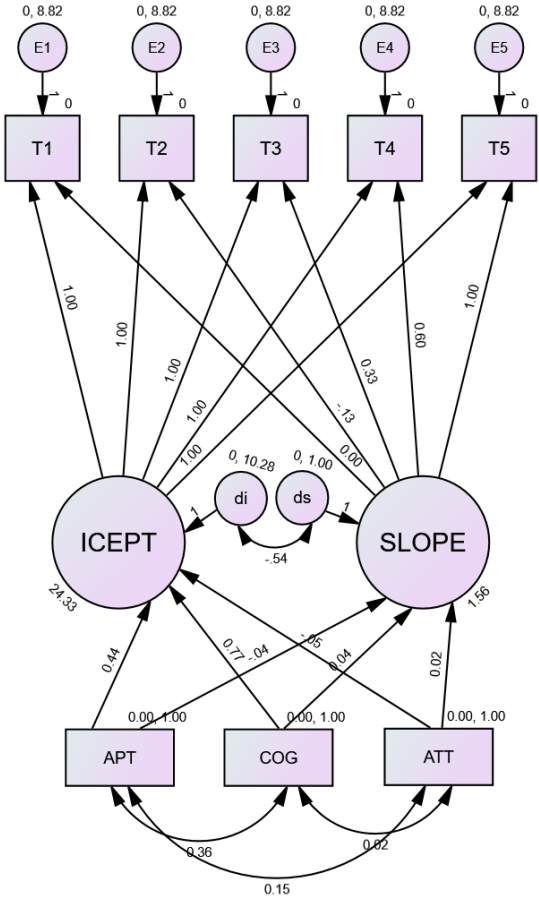 0, 8.82 0, 8.82 0, 8.82 0, 8.82 0, 8.82
E1 E2 E3 E4 E5
1 0 1 0 1 0 1 0 1 0
T1 T2 T3 T4 T5
1.00 1.00 1.00 1.00 1.00 0.00 -.13 0.33 0.60 1.00
0, 10.28 0, 1.00
di ds
1 1
ICEPT SLOPE
-.54
24.33 1.56
0.44 0.77 -.04 -.05 0.04 0.02
0.00, 1.00 0.00, 1.00 0.00, 1.00
APT COG ATT
0.36 0.02
0.15